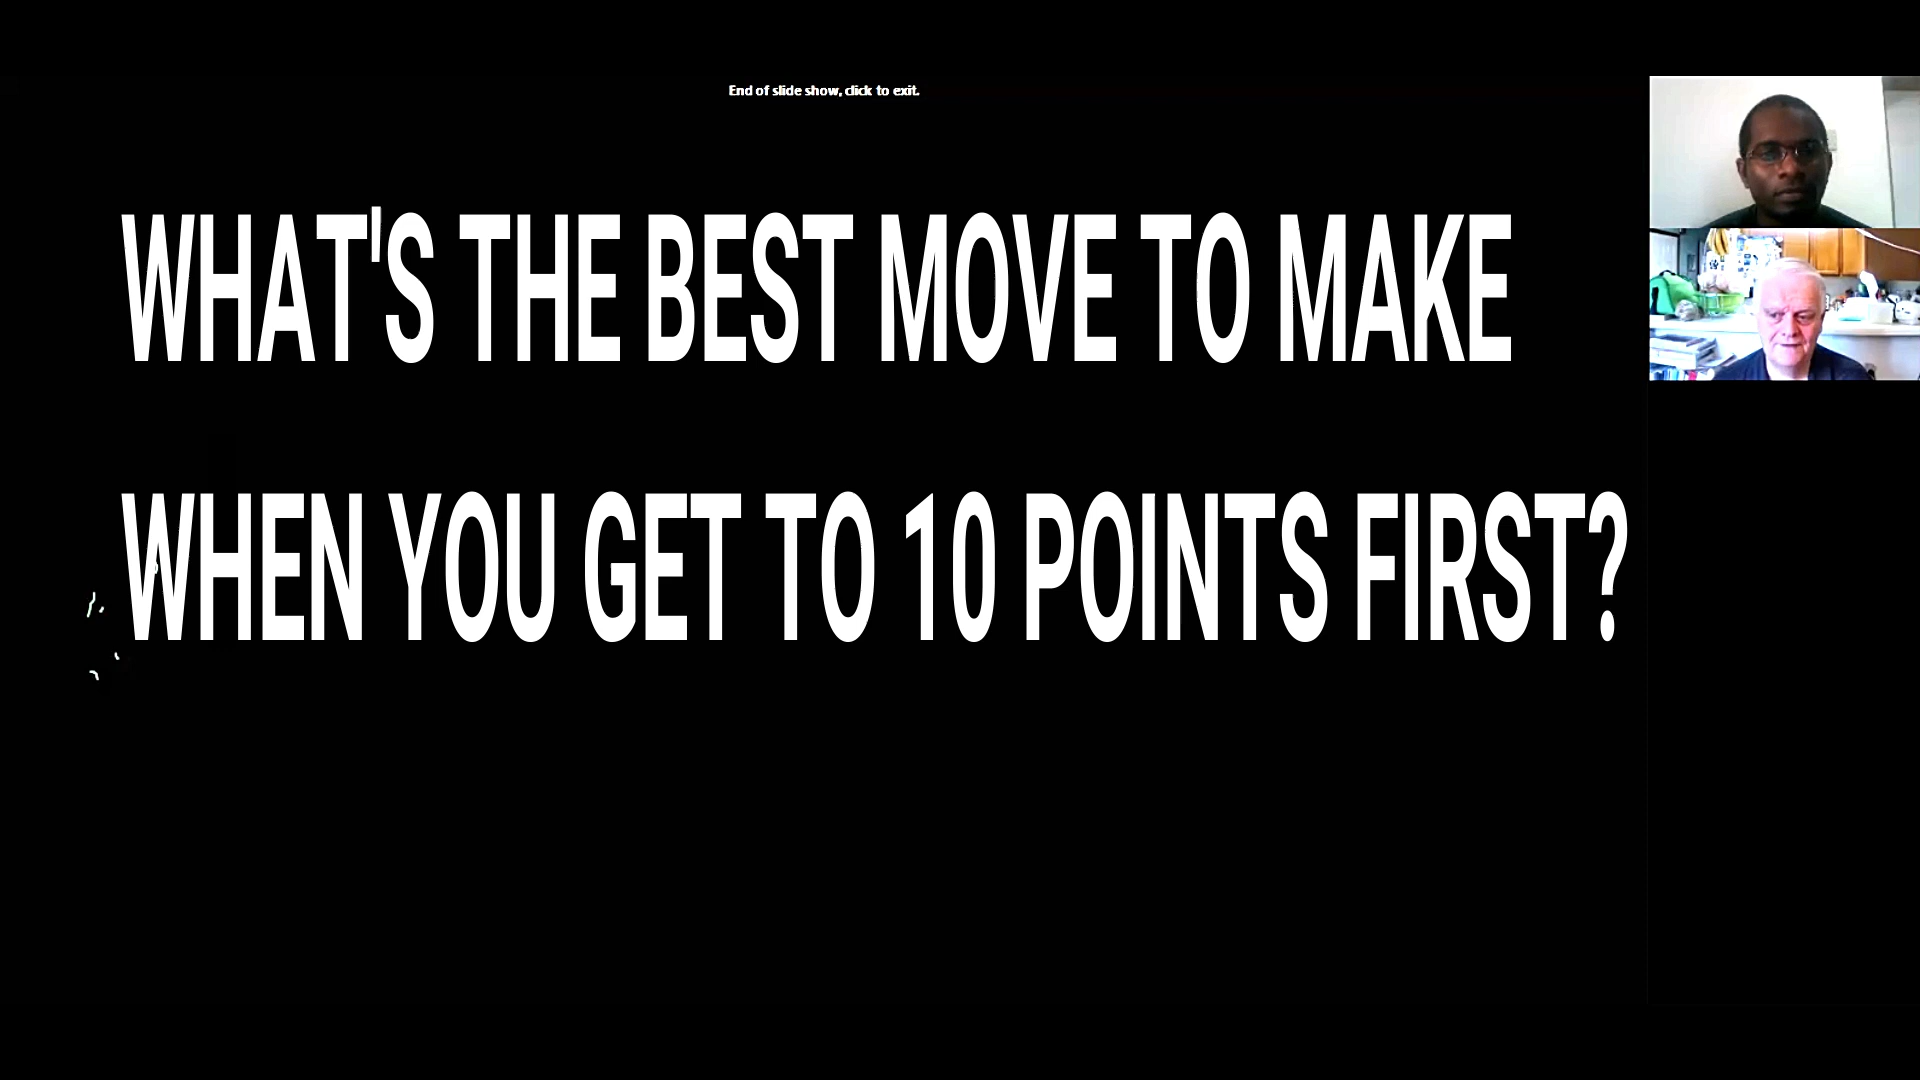 End of slide show, click to exit.
WHAT'S THE BEST MOVE TO MAKE
WHEN YOU GET TO 10 POINTS FIRST?